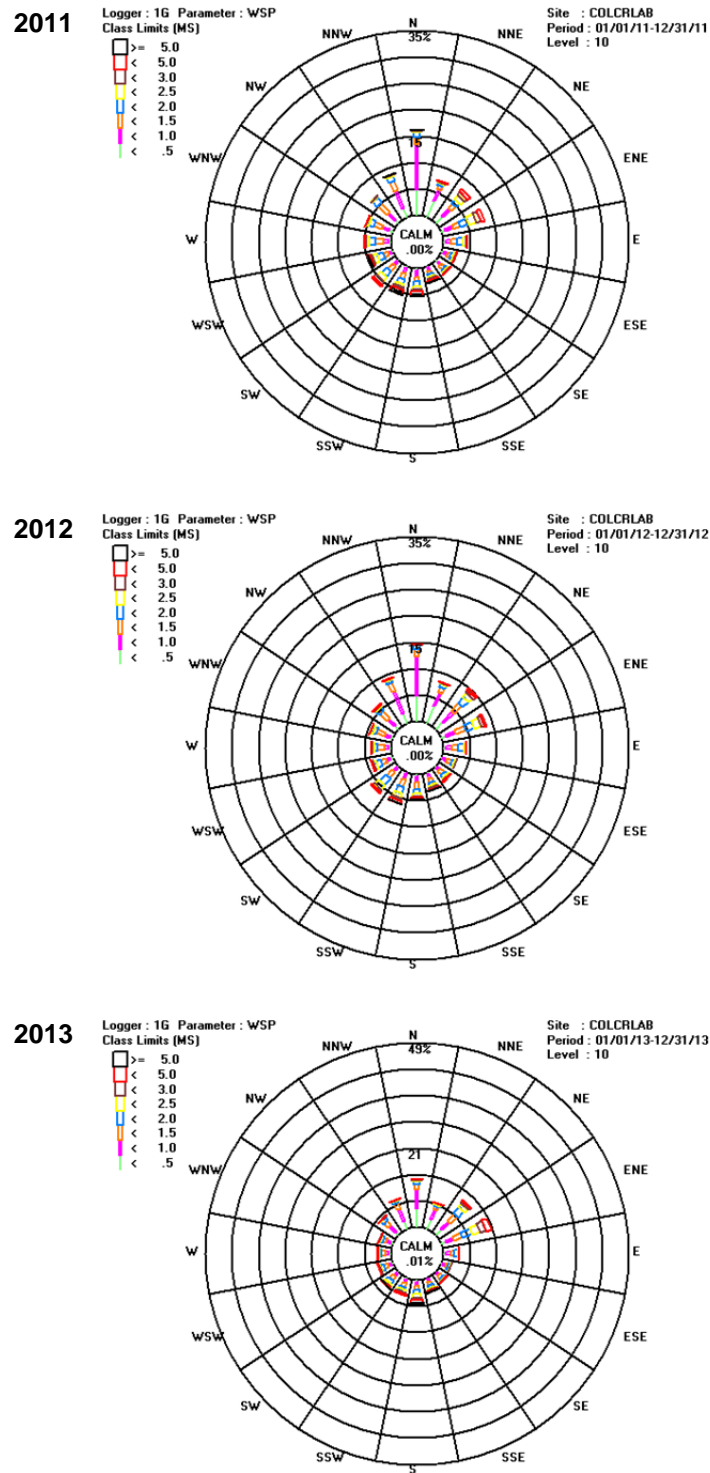 2011
Logger : 1G Parameter : WSP
Class Limits (MS)
>= 5.0
< 5.0
< 3.0
< 2.5
< 2.0
< 1.5
< 1.0
< .5
Site : COLCRLAB
Period : 01/01/11-12/31/11
Level : 10
N
35%
NNW
NNE
NW
NE
WNW
ENE
15
W
CALM
.00%
E
WSW
ESE
SW
SE
SSW
SSE
S
2012
Logger : 1G Parameter : WSP
Class Limits (MS)
>= 5.0
< 5.0
< 3.0
< 2.5
< 2.0
< 1.5
< 1.0
< .5
Site : COLCRLAB
Period : 01/01/12-12/31/12
Level : 10
N
35%
NNW
NNE
NW
NE
WNW
ENE
15
W
CALM
.00%
E
WSW
ESE
SW
SE
SSW
SSE
S
2013
Logger : 1G Parameter : WSP
Class Limits (MS)
>= 5.0
< 5.0
< 3.0
< 2.5
< 2.0
< 1.5
< 1.0
< .5
Site : COLCRLAB
Period : 01/01/13-12/31/13
Level : 10
N
49%
NNW
NNE
NW
NE
WNW
ENE
21
W
CALM
.01%
E
WSW
ESE
SW
SE
SSW
SSE
S